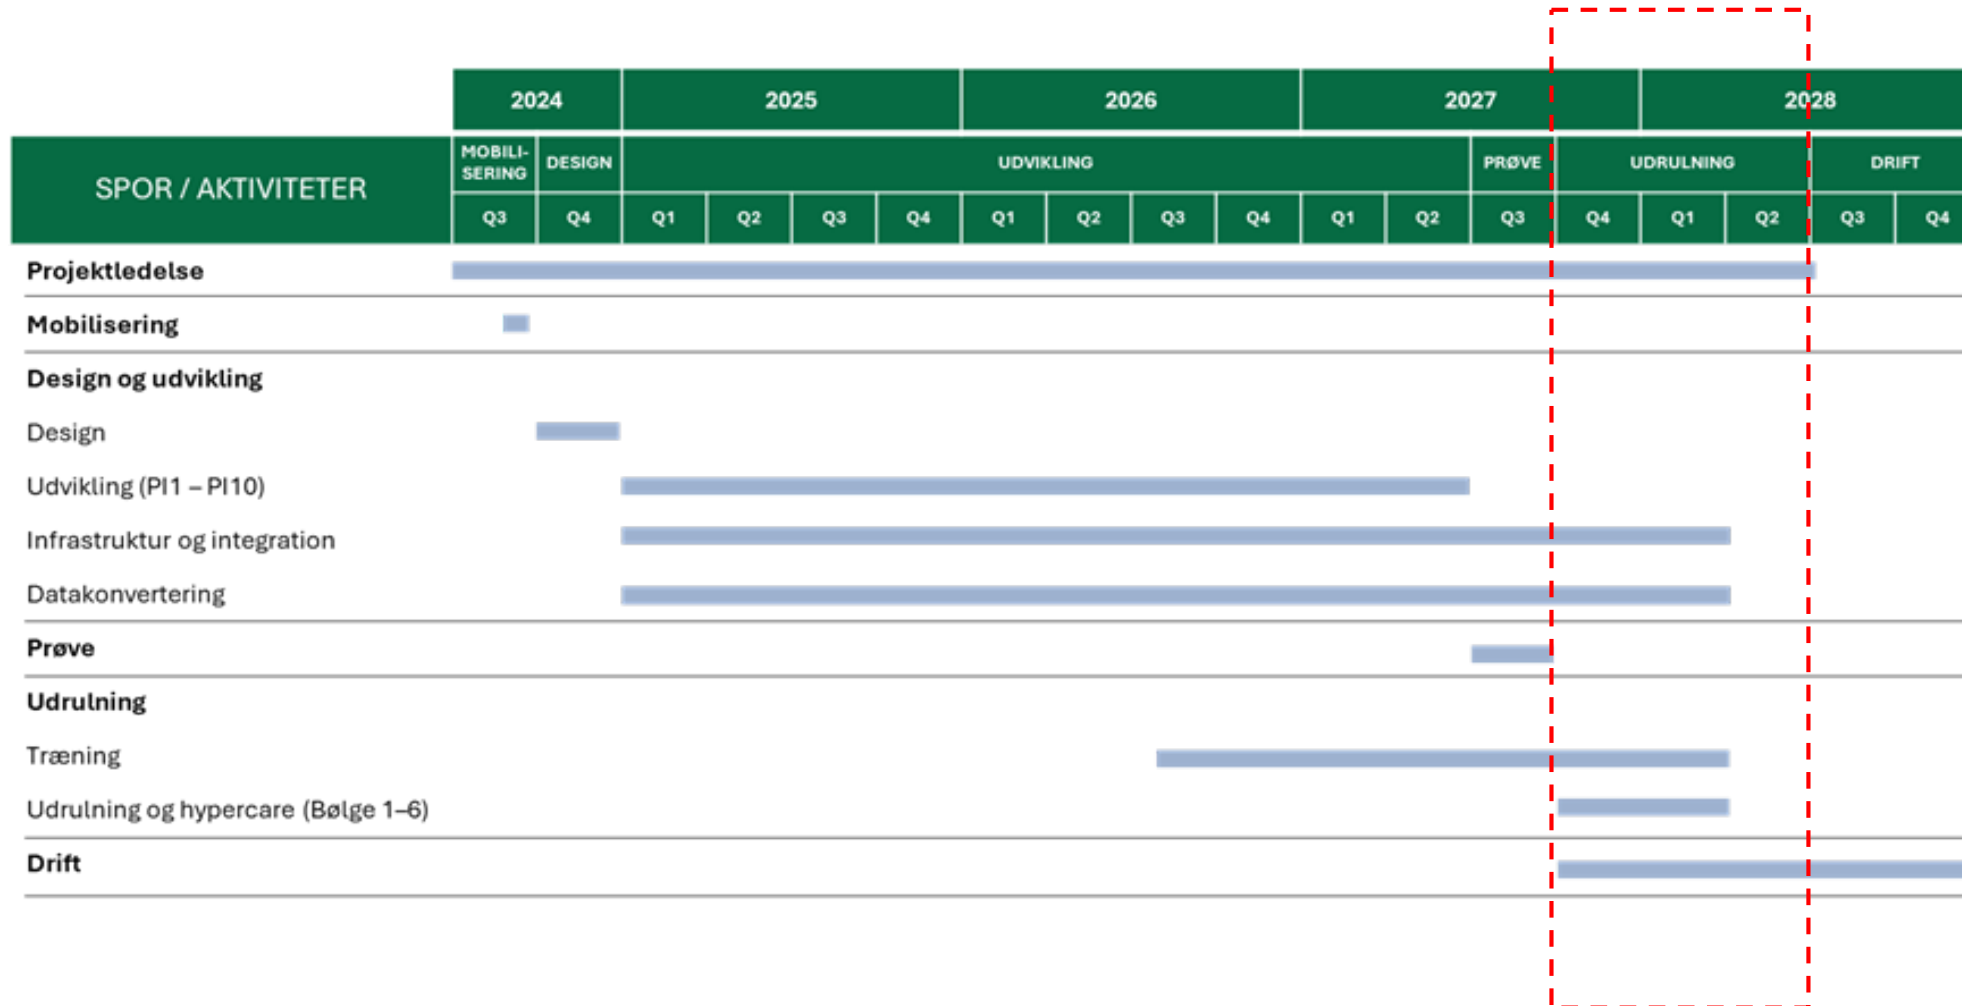 2024 2025 2026 2027 2028
SPOR / AKTIVITETER
MOBILI-
SERING
DESIGN UDVIKLING PRØVE UDRULNING DRIFT
Q3 Q4 Q1 Q2 Q3 Q4 Q1 Q2 Q3 Q4 Q1 Q2 Q3 Q4 Q1 Q2 Q3 Q4
Projektledelse
Mobilisering
Design og udvikling
Design
Udvikling (PI1 – PI10)
Infrastruktur og integration
Datakonvertering
Prøve
Udrulning
Træning
Udrulning og hypercare (Bølge 1–6)
Drift